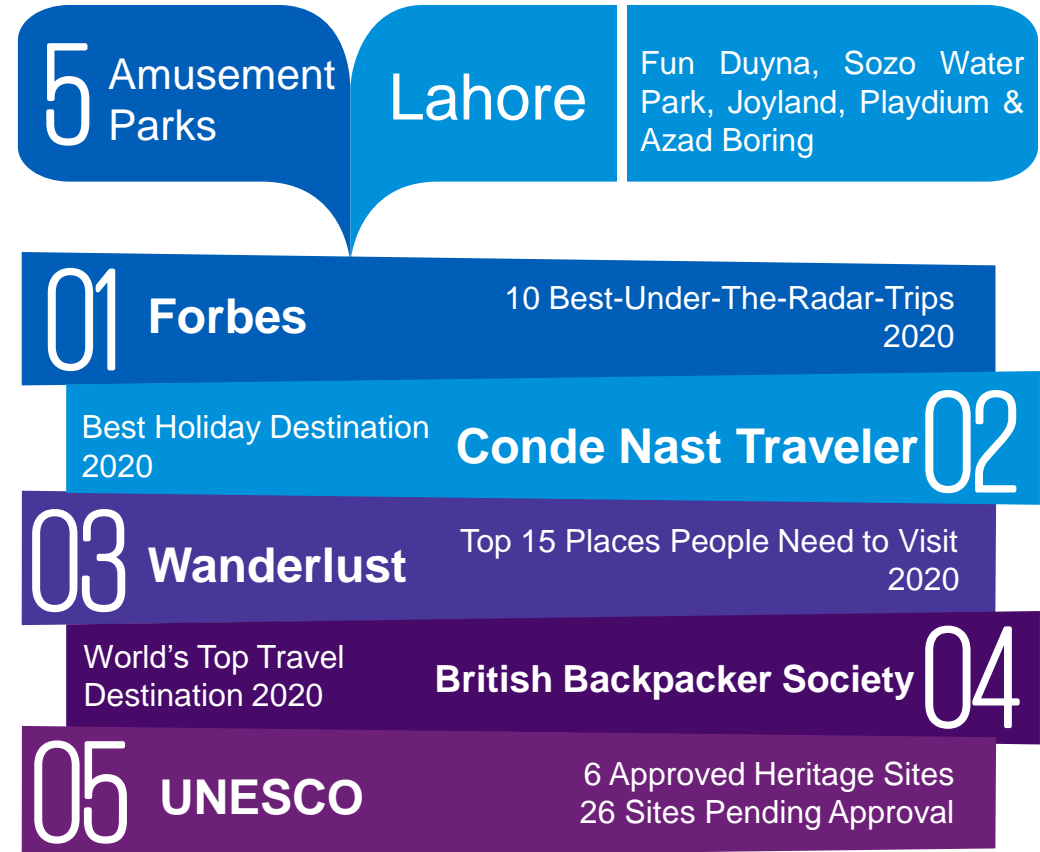 5 Amusement
Parks
Lahore
Fun Duyna, Sozo Water
Park, Joyland, Playdium &
Azad Boring
01 Forbes
10 Best-Under-The-Radar-Trips
2020
Best Holiday Destination
2020
Conde Nast Traveler 02
03 Wanderlust
Top 15 Places People Need to Visit
2020
World's Top Travel
Destination 2020
British Backpacker Society 04
05 UNESCO
6 Approved Heritage Sites
26 Sites Pending Approval